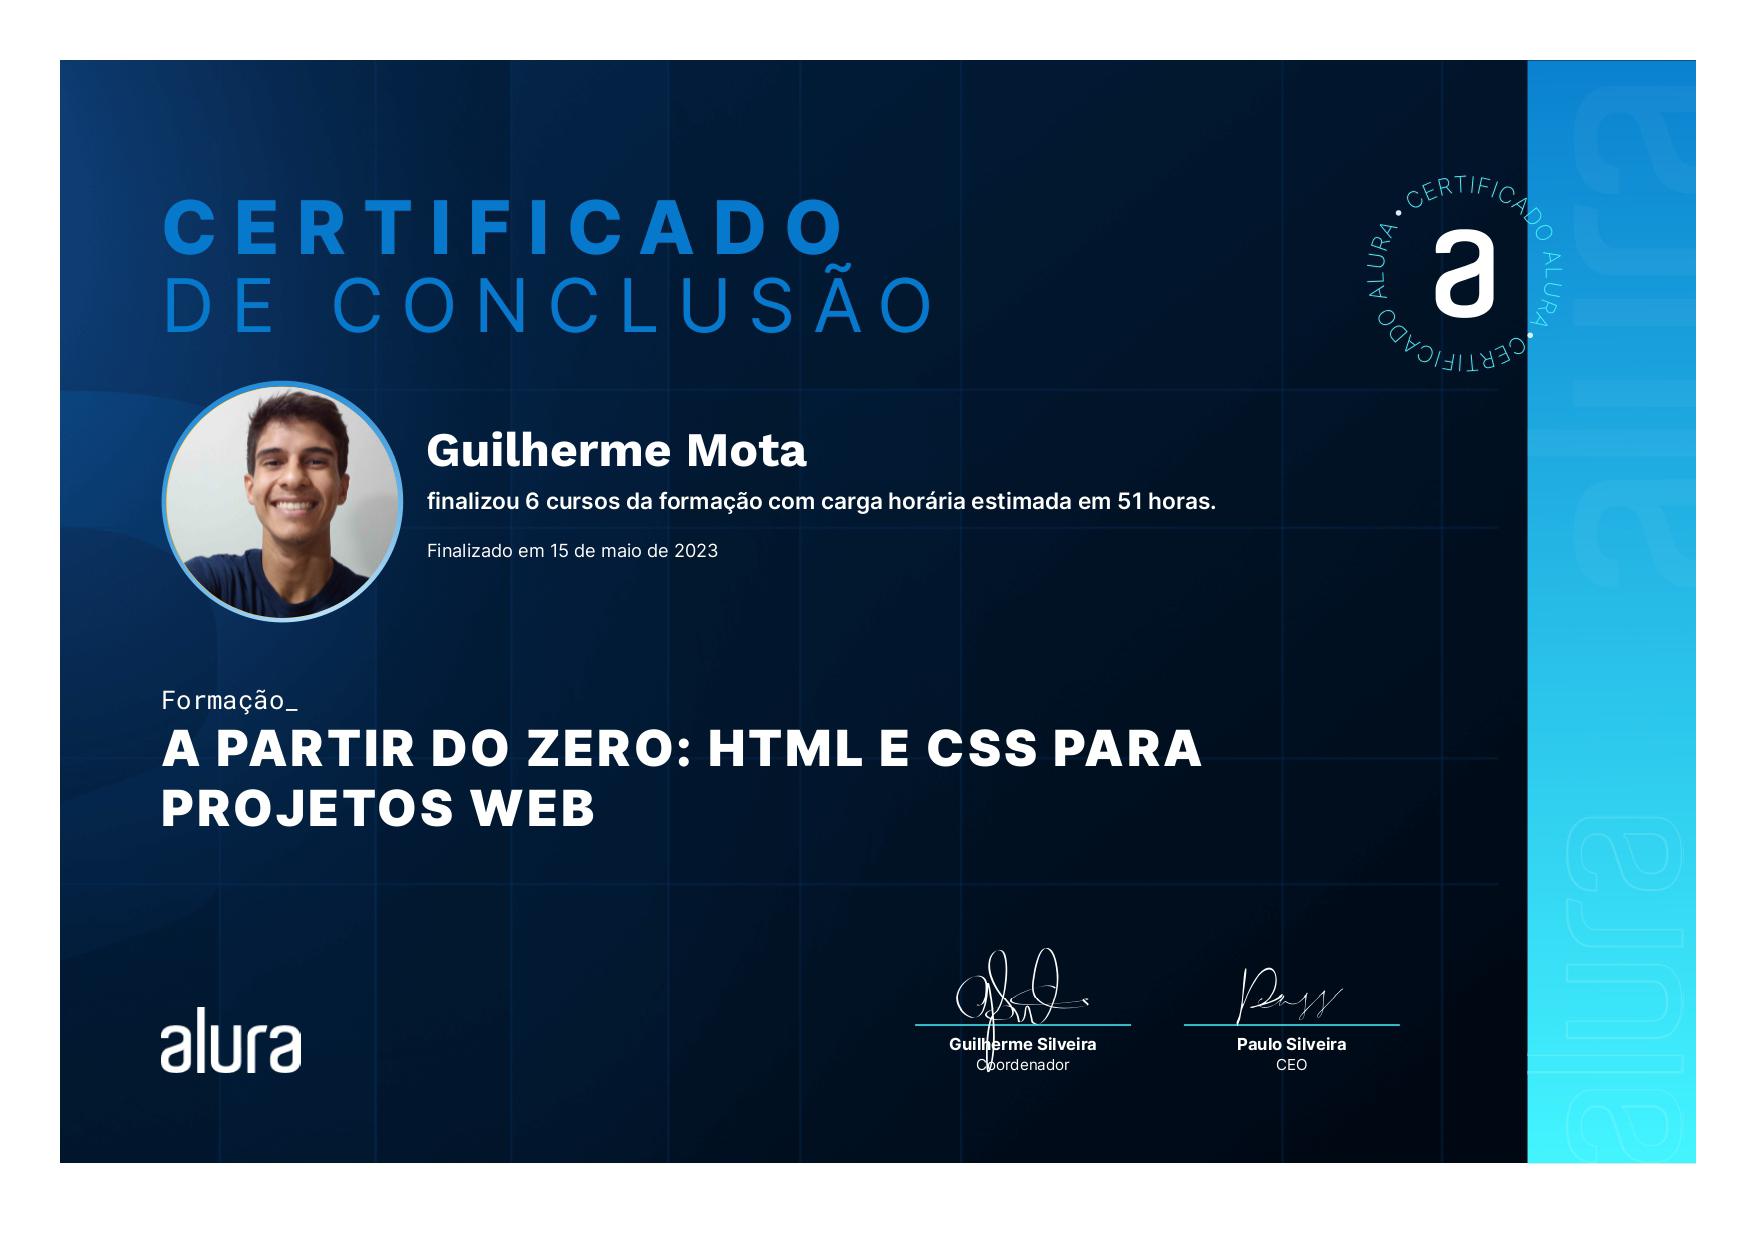 CERTIFICADO
DE CONCLUSÃO
CERTIFICADO ALURA • CERTIFICADO ALURA •
a
Guilherme Mota
finalizou 6 cursos da formação com carga horária estimada em 51 horas.
Finalizado em 15 de maio de 2023
Formação_
A PARTIR DO ZERO: HTML E CSS PARA
PROJETOS WEB
alura
Guilherme Silveira
Coordenador
Paulo Silveira
CEO
alura
alura
alura